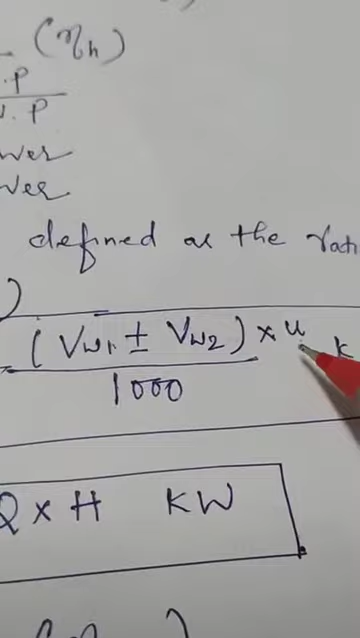 (ηh)
.P
.P
wer
wer
defined as the rati
)
(Vw1 ± Vw2) × u K
1000
Q × H KW